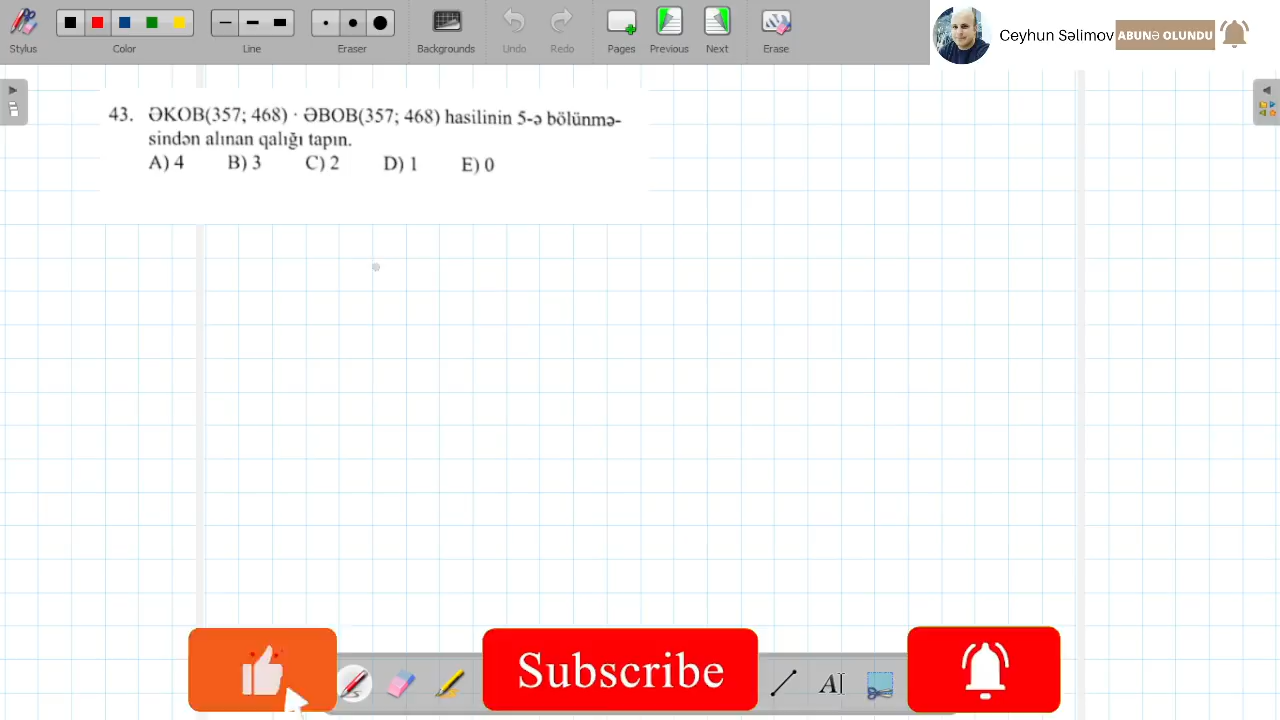 Stylus
Color
Line
Eraser
Backgrounds
Undo
Redo
Pages
Previous
Next
Erase
Ceyhun Səlimov
ABUNƏ OLUNDU
43. ƏKOB(357; 468) · ƏBOB(357; 468) hasilinin 5-ə bölünmə-
sindən alınan qalığı tapın.
A) 4 B) 3 C) 2 D) 1 E) 0
Subscribe
A